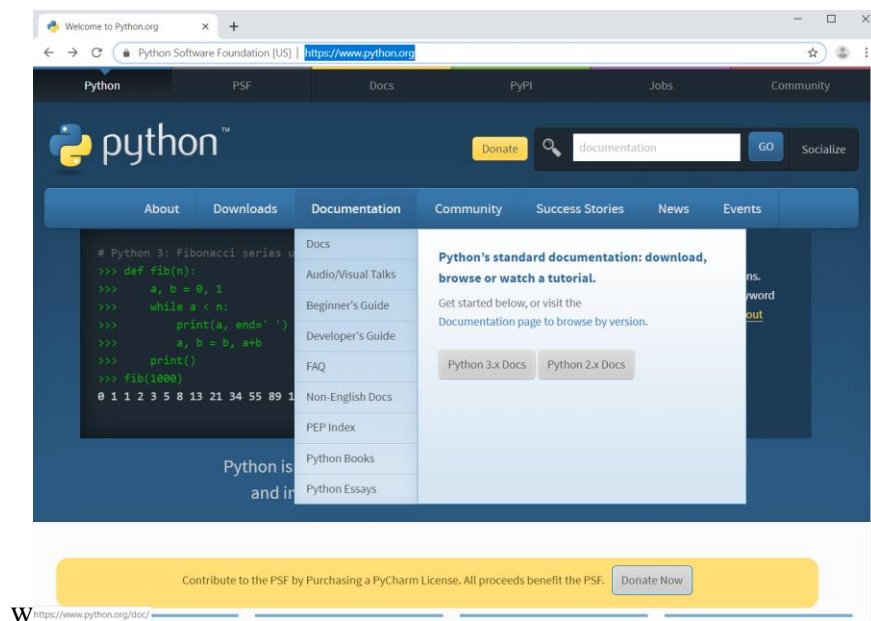 Welcome to Python.org
Python Software Foundation [US] | https://www.python.org
Python PSF Docs PyPI Jobs Community
python™
Donate documentation GO Socialize
About Downloads Documentation Community Success Stories News Events
# Python 3: Fibonacci series u
>>> def fib(n):
>>>     a, b = 0, 1
>>>     while a < n:
>>>         print(a, end=' ')
>>>         a, b = b, a+b
>>>     print()
>>> fib(1000)
0 1 1 2 3 5 8 13 21 34 55 89 1
Docs
Audio/Visual Talks
Beginner's Guide
Developer's Guide
FAQ
Non-English Docs
PEP Index
Python Books
Python Essays
Python's standard documentation: download,
browse or watch a tutorial.
Get started below, or visit the
Documentation page to browse by version.
Python 3.x Docs Python 2.x Docs
ns.
yword
out
Python is
and in
Contribute to the PSF by Purchasing a PyCharm License. All proceeds benefit the PSF. Donate Now
W
https://www.python.org/doc/